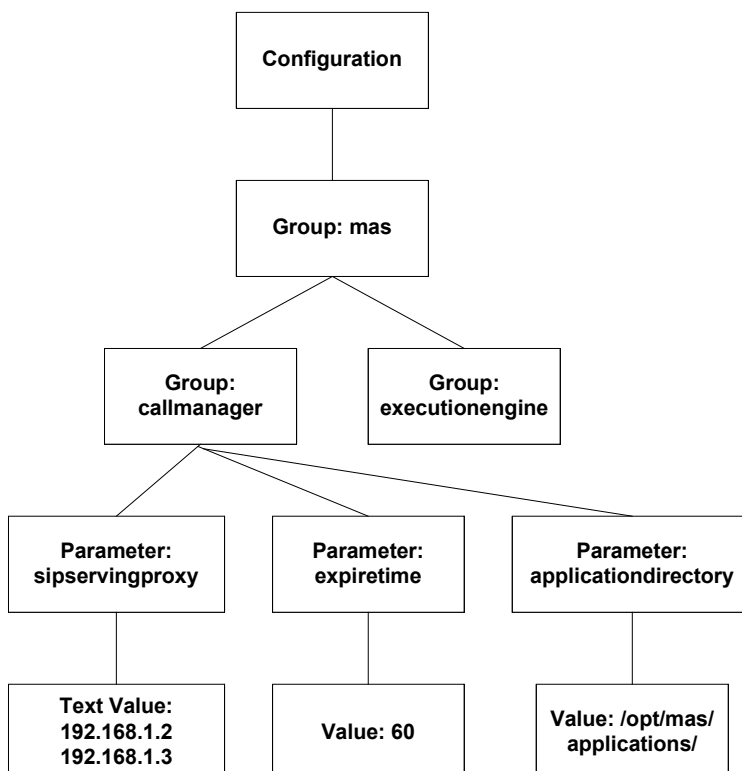 Configuration
Group: mas
Group:
callmanager
Group:
executionengine
Parameter:
sipservingproxy
Parameter:
expiretime
Parameter:
applicationdirectory
Text Value:
192.168.1.2
192.168.1.3
Value: 60
Value: /opt/mas/
applications/